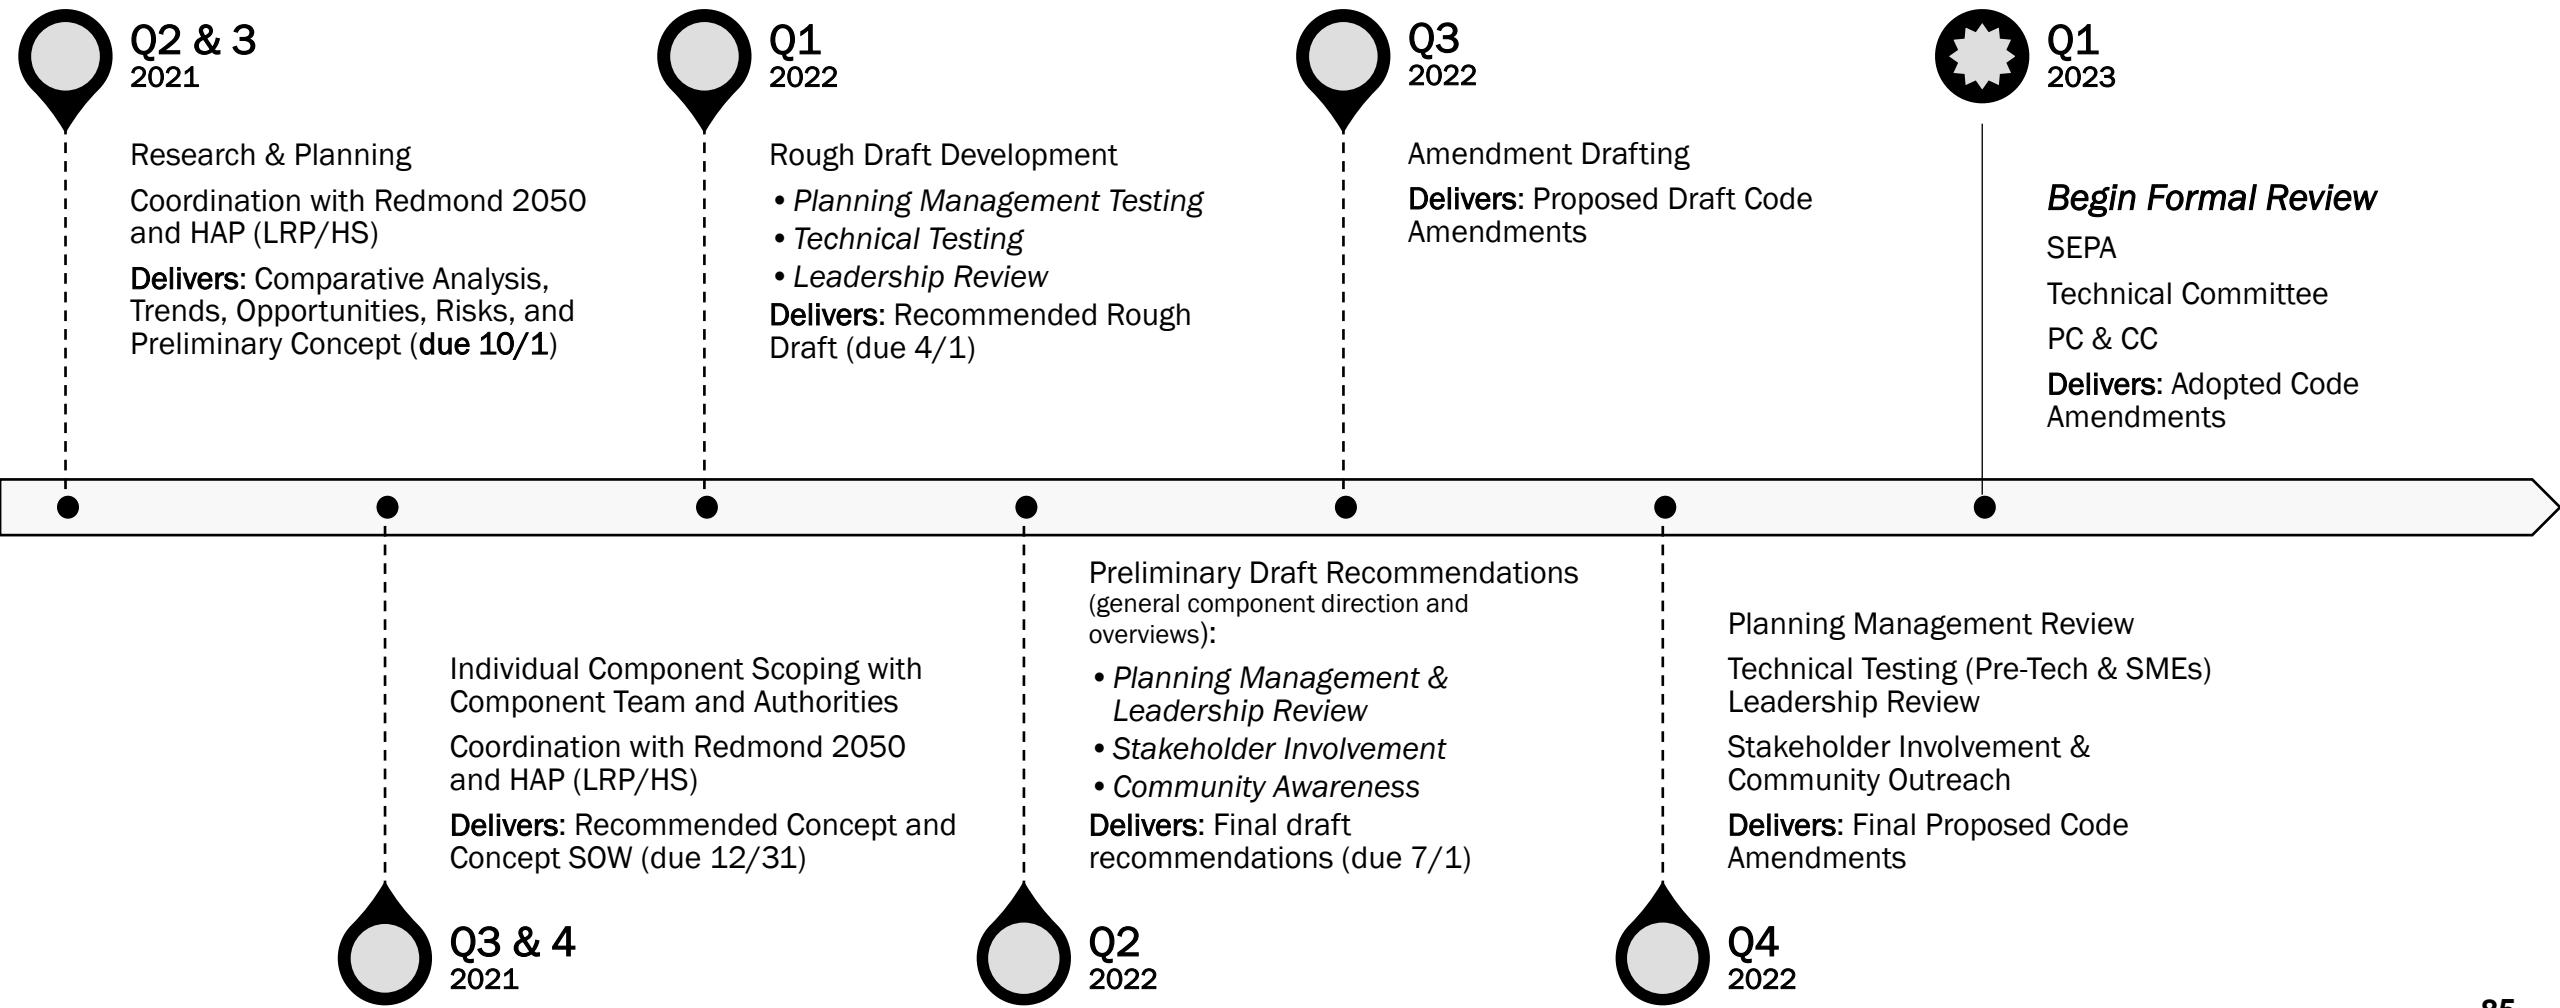 Q2 & 3
2021
Research & Planning
Coordination with Redmond 2050
and HAP (LRP/HS)
Delivers: Comparative Analysis,
Trends, Opportunities, Risks, and
Preliminary Concept (due 10/1)
Q1
2022
Rough Draft Development
• Planning Management Testing
• Technical Testing
• Leadership Review
Delivers: Recommended Rough
Draft (due 4/1)
Q3
2022
Amendment Drafting
Delivers: Proposed Draft Code
Amendments
Q1
2023
Begin Formal Review
SEPA
Technical Committee
PC & CC
Delivers: Adopted Code
Amendments
Individual Component Scoping with
Component Team and Authorities
Coordination with Redmond 2050
and HAP (LRP/HS)
Delivers: Recommended Concept and
Concept SOW (due 12/31)
Q3 & 4
2021
Preliminary Draft Recommendations
(general component direction and
overviews):
• Planning Management &
Leadership Review
• Stakeholder Involvement
• Community Awareness
Delivers: Final draft
recommendations (due 7/1)
Q2
2022
Planning Management Review
Technical Testing (Pre-Tech & SMEs)
Leadership Review
Stakeholder Involvement &
Community Outreach
Delivers: Final Proposed Code
Amendments
Q4
2022